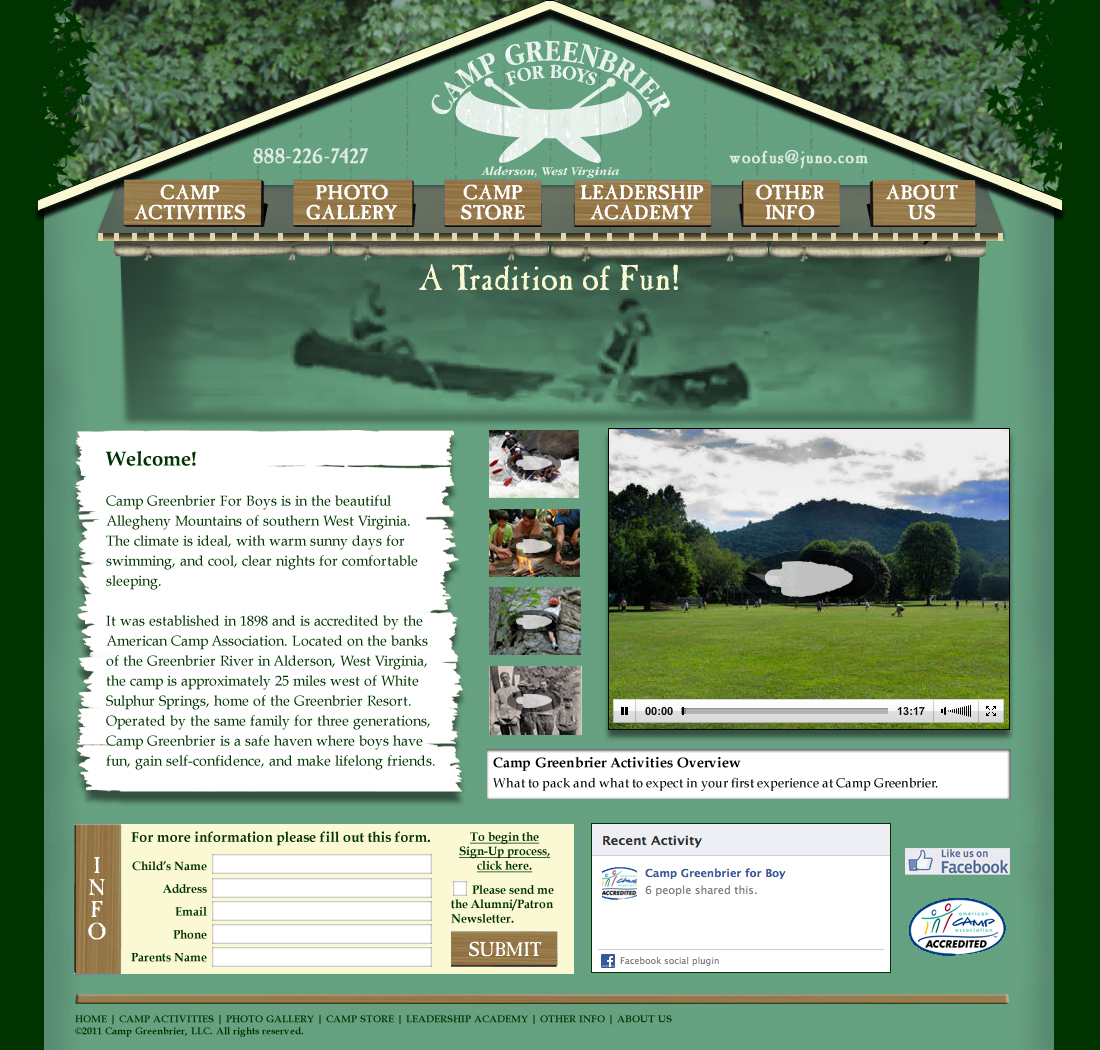 CAMP GREENBRIER
FOR BOYS
888-226-7427
woofus@juno.com
Alderson, West Virginia
CAMP
ACTIVITIES
PHOTO
GALLERY
CAMP
STORE
LEADERSHIP
ACADEMY
OTHER
INFO
ABOUT
US
A Tradition of Fun!
Welcome!
Camp Greenbrier For Boys is in the beautiful
Allegheny Mountains of southern West Virginia.
The climate is ideal, with warm sunny days for
swimming, and cool, clear nights for comfortable
sleeping.
It was established in 1898 and is accredited by the
American Camp Association. Located on the banks
of the Greenbrier River in Alderson, West Virginia,
the camp is approximately 25 miles west of White
Sulphur Springs, home of the Greenbrier Resort.
Operated by the same family for three generations,
Camp Greenbrier is a safe haven where boys have
fun, gain self-confidence, and make lifelong friends.
00:00
13:17
Camp Greenbrier Activities Overview
What to pack and what to expect in your first experience at Camp Greenbrier.
INFO
For more information please fill out this form.
Child's Name
Address
Email
Phone
Parents Name
To begin the
Sign-Up process,
click here.
Please send me
the Alumni/Patron
Newsletter.
SUBMIT
Recent Activity
Camp Greenbrier for Boy
6 people shared this.
ACCREDITED
Facebook social plugin
Like us on
Facebook
american
CAMP
association
ACCREDITED
HOME | CAMP ACTIVITIES | PHOTO GALLERY | CAMP STORE | LEADERSHIP ACADEMY | OTHER INFO | ABOUT US
©2011 Camp Greenbrier, LLC. All rights reserved.